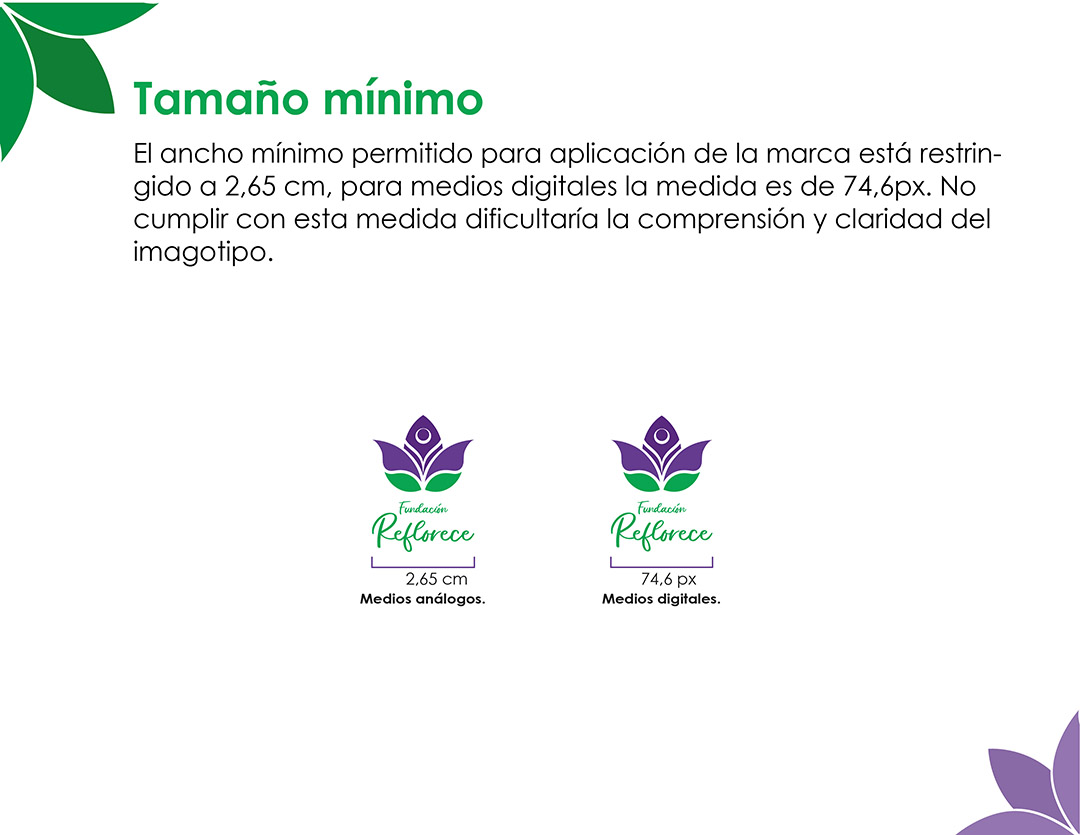 Tamaño mínimo
El ancho mínimo permitido para aplicación de la marca está restrin-
gido a 2,65 cm, para medios digitales la medida es de 74,6px. No
cumplir con esta medida dificultaría la comprensión y claridad del
imagotipo.
Fundación
Reflorece
2,65 cm
Medios análogos.
Fundación
Reflorece
74,6 px
Medios digitales.